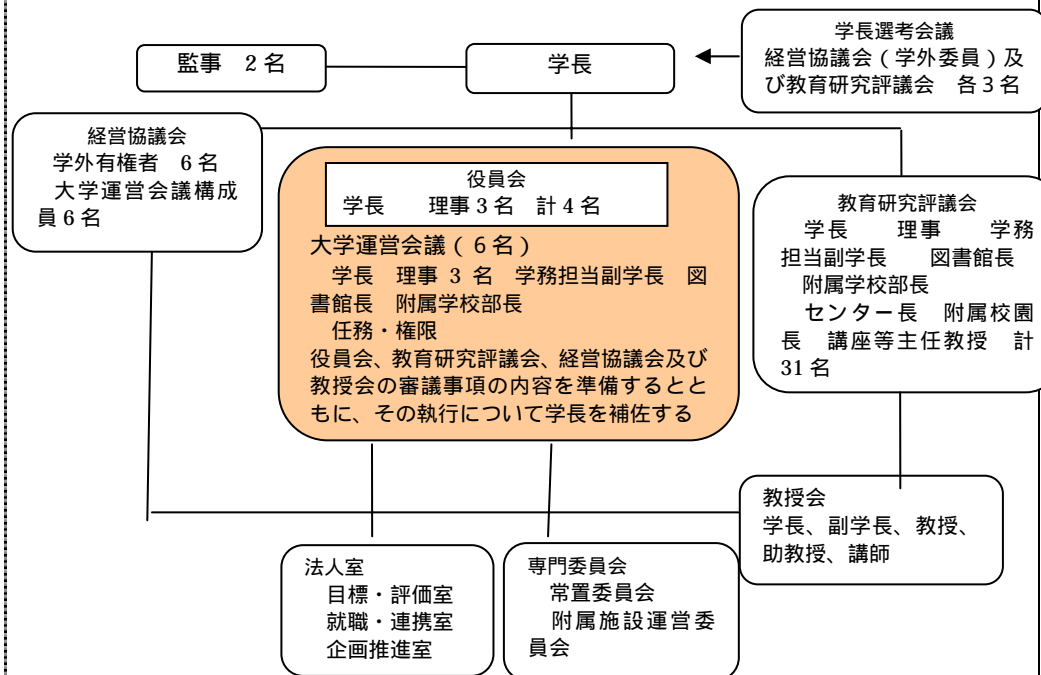 学長選考会議
経営協議会(学外委員)及
び教育研究評議会 各3名
監事 2名
学長
経営協議会
学外有権者 6名
大学運営会議構成
員6名
役員会
学長 理事3名 計4名
大学運営会議(6名)
学長 理事 3 名 学務担当副学長 図
書館長 附属学校部長
任務・権限
役員会、教育研究評議会、経営協議会及び
教授会の審議事項の内容を準備するとと
もに、その執行について学長を補佐する
教育研究評議会
学長 理事 学務
担当副学長 図書館長
附属学校部長
センター長 附属校園
長 講座等主任教授 計
31名
教授会
学長、副学長、教授、
助教授、講師
法人室
目標・評価室
就職・連携室
企画推進室
専門委員会
常置委員会
附属施設運営委
員会